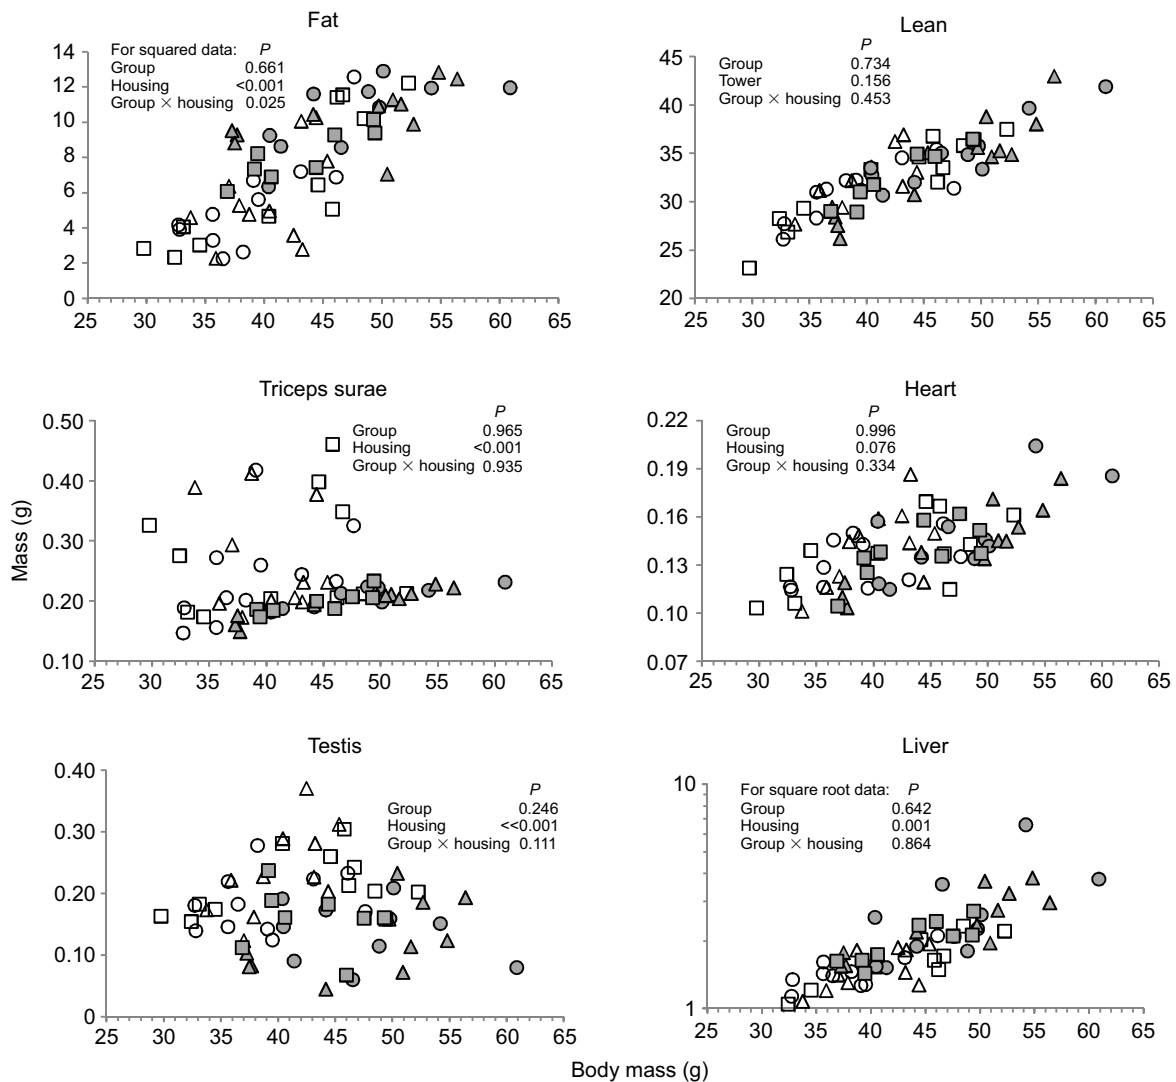 Fat
For squared data: P
Group 0.661
Housing <0.001
Group × housing 0.025
14
12
10
8
6
4
2
0
25 30 35 40 45 50 55 60 65
Lean
P
Group 0.734
Tower 0.156
Group × housing 0.453
45
40
35
30
25
20
25 30 35 40 45 50 55 60 65
Mass (g)
Triceps surae
P
Group 0.965
Housing <0.001
Group × housing 0.935
0.50
0.40
0.30
0.20
0.10
25 30 35 40 45 50 55 60 65
Heart
P
Group 0.996
Housing 0.076
Group × housing 0.334
0.22
0.19
0.16
0.13
0.10
0.07
25 30 35 40 45 50 55 60 65
Testis
P
Group 0.246
Housing <<0.001
Group × housing 0.111
0.40
0.30
0.20
0.10
0
25 30 35 40 45 50 55 60 65
Liver
For square root data: P
Group 0.642
Housing 0.001
Group × housing 0.864
10
1
25 30 35 40 45 50 55 60 65
Body mass (g)